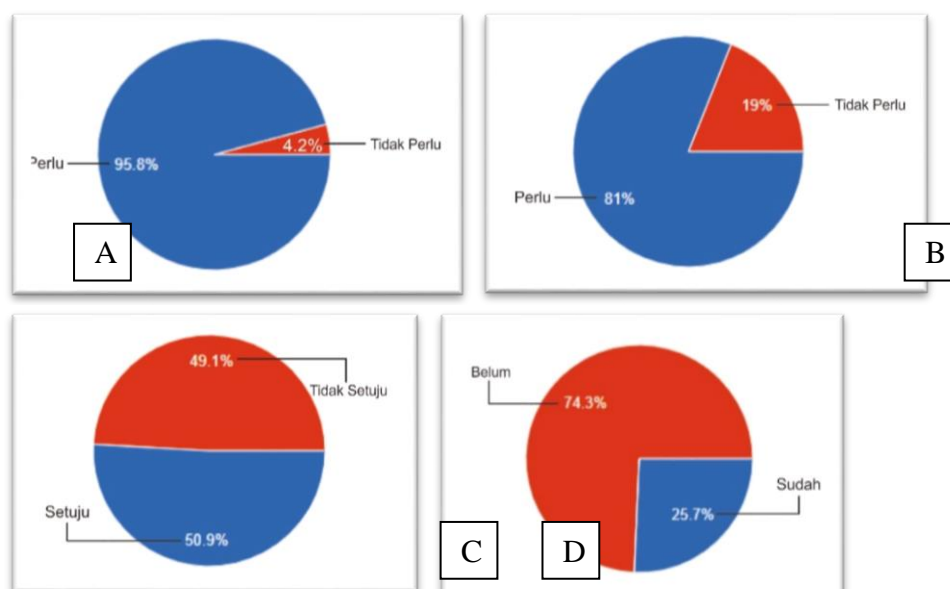 4.2%
Tidak Perlu
Perlu
95.8%
A
19%
Tidak Perlu
Perlu
81%
B
49.1%
Tidak Setuju
Setuju
50.9%
C
Belum
74.3%
Sudah
25.7%
D